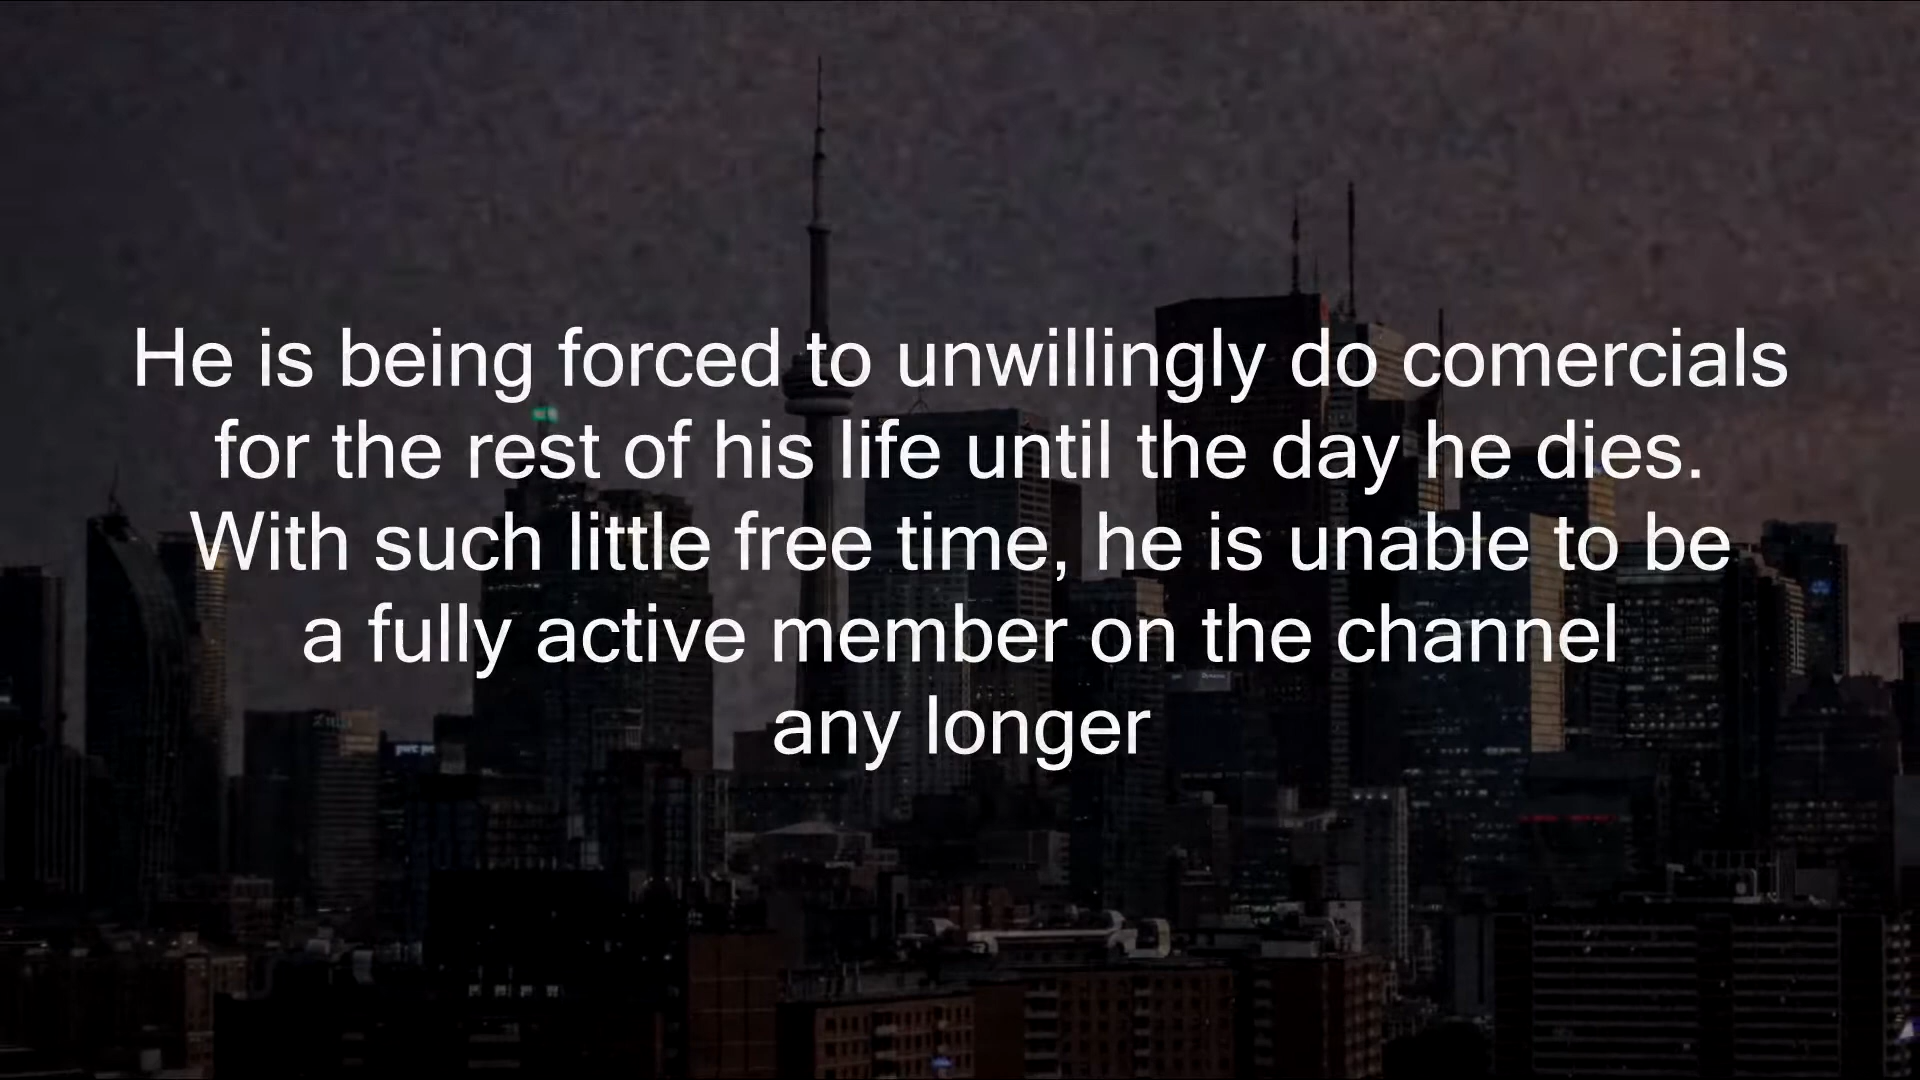 He is being forced to unwillingly do comercials
for the rest of his life until the day he dies.
With such little free time, he is unable to be
a fully active member on the channel
any longer